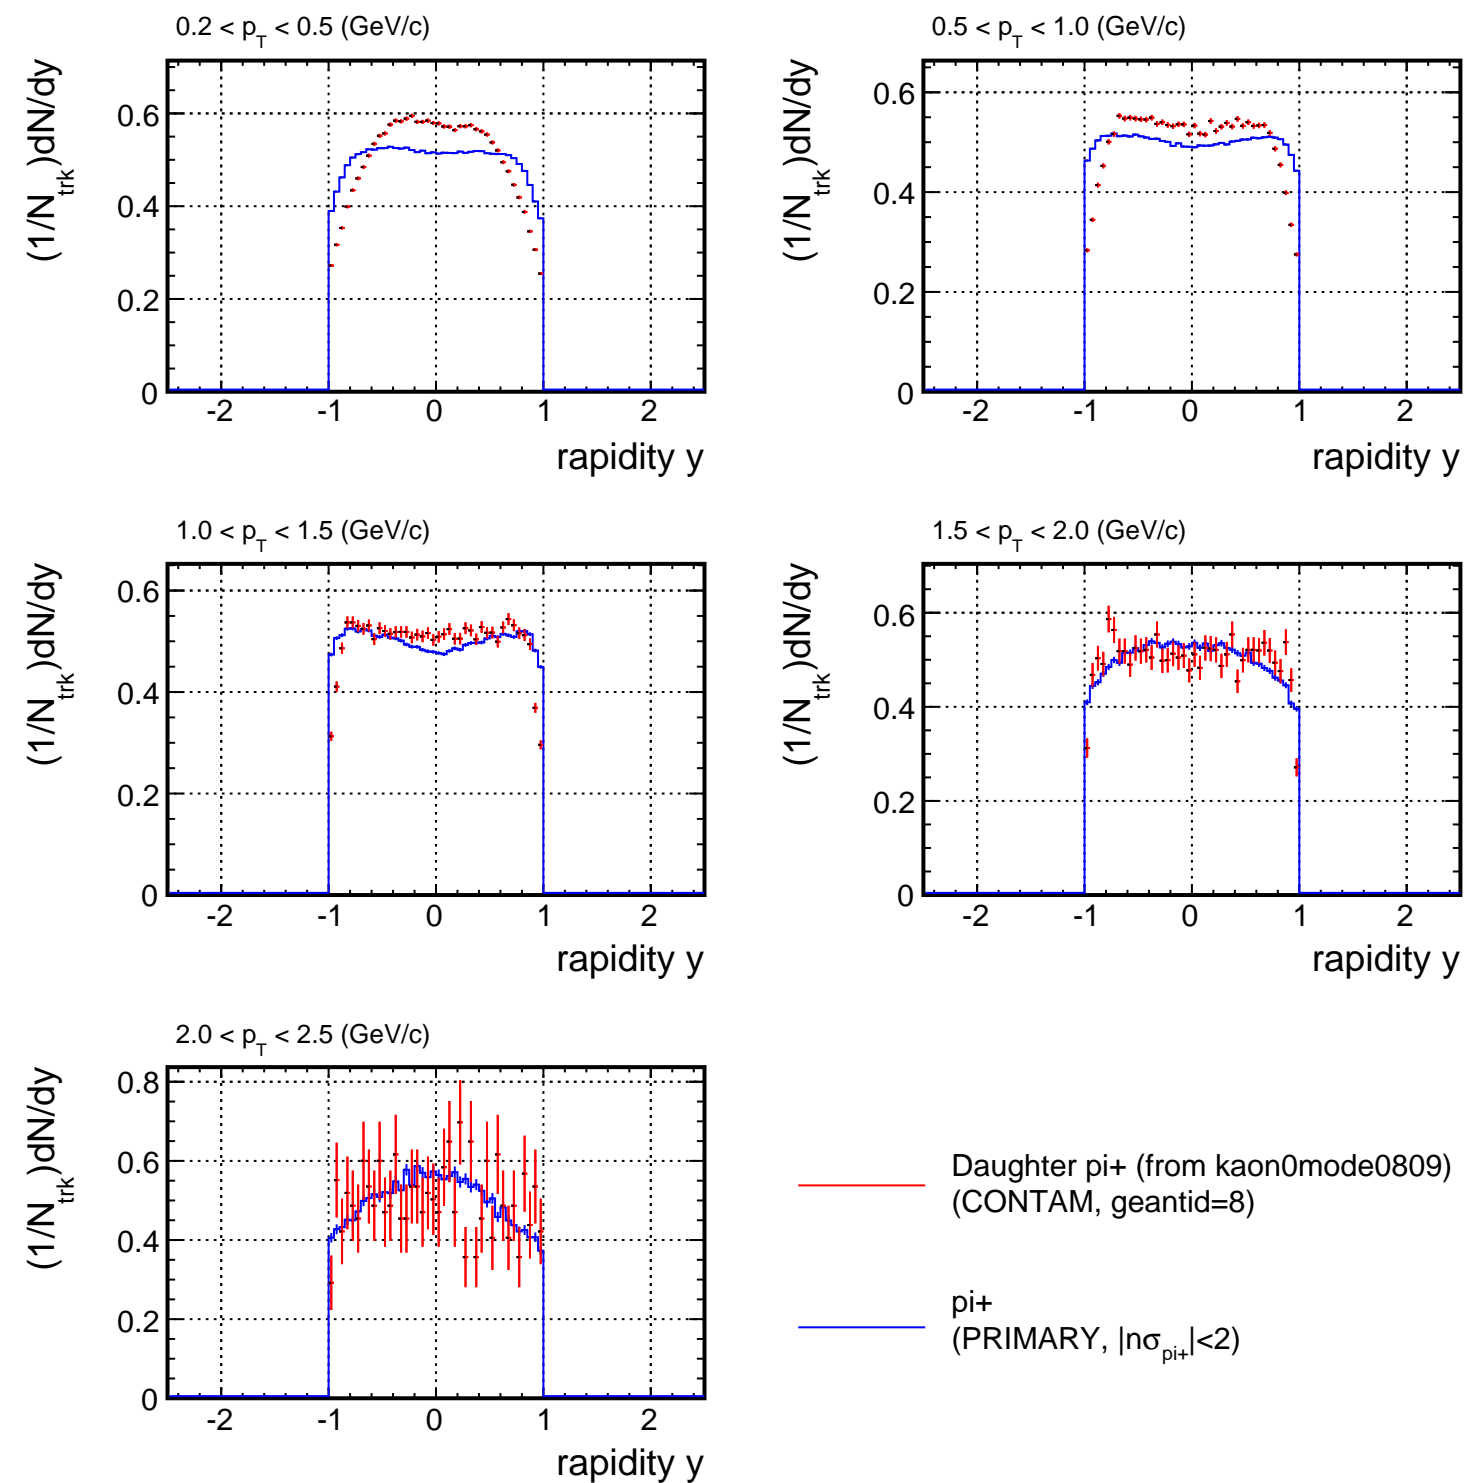 0.2 < p_T < 0.5 (GeV/c)
(1/N_trk)dN/dy
0.6
0.4
0.2
0
-2 -1 0 1 2
rapidity y
0.5 < p_T < 1.0 (GeV/c)
(1/N_trk)dN/dy
0.6
0.4
0.2
0
-2 -1 0 1 2
rapidity y
1.0 < p_T < 1.5 (GeV/c)
(1/N_trk)dN/dy
0.6
0.4
0.2
0
-2 -1 0 1 2
rapidity y
1.5 < p_T < 2.0 (GeV/c)
(1/N_trk)dN/dy
0.6
0.4
0.2
0
-2 -1 0 1 2
rapidity y
2.0 < p_T < 2.5 (GeV/c)
(1/N_trk)dN/dy
0.8
0.6
0.4
0.2
0
-2 -1 0 1 2
rapidity y
Daughter pi+ (from kaon0mode0809)
(CONTAM, geantid=8)
pi+
(PRIMARY, |nσ_pi+|<2)